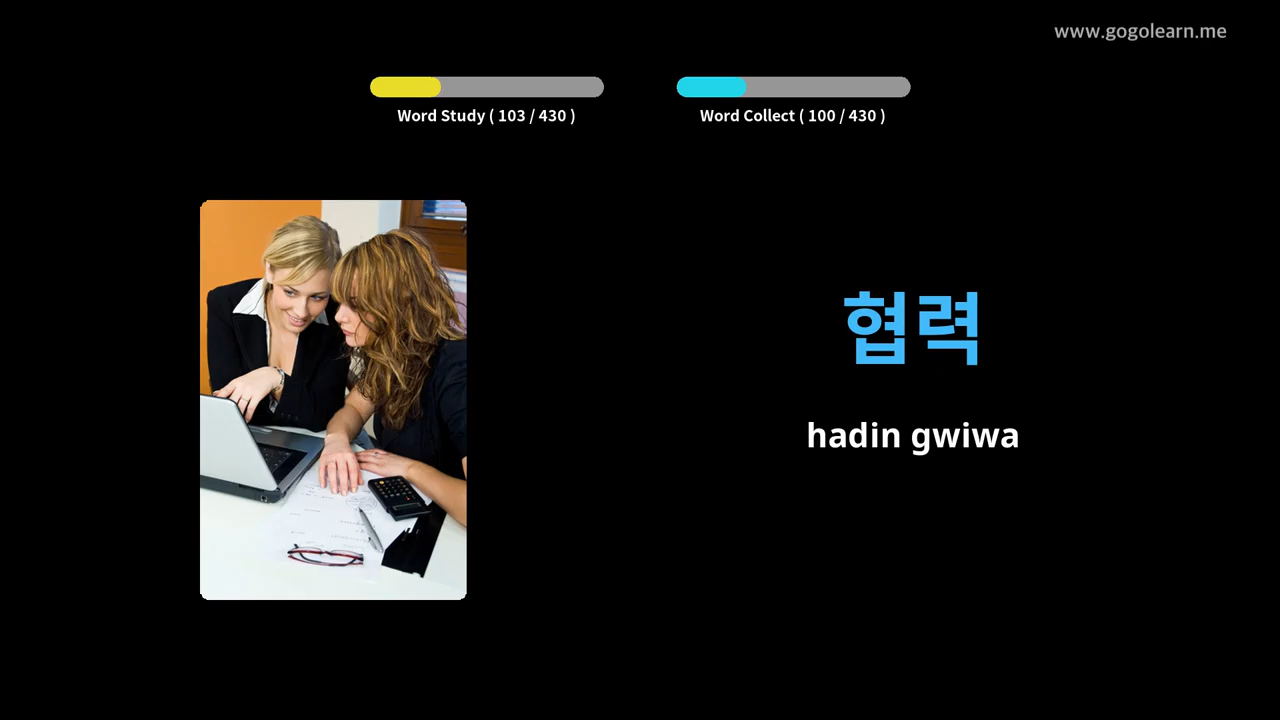 www.gogolearn.me
Word Study ( 103 / 430 )
Word Collect ( 100 / 430 )
협력
hadin gwiwa